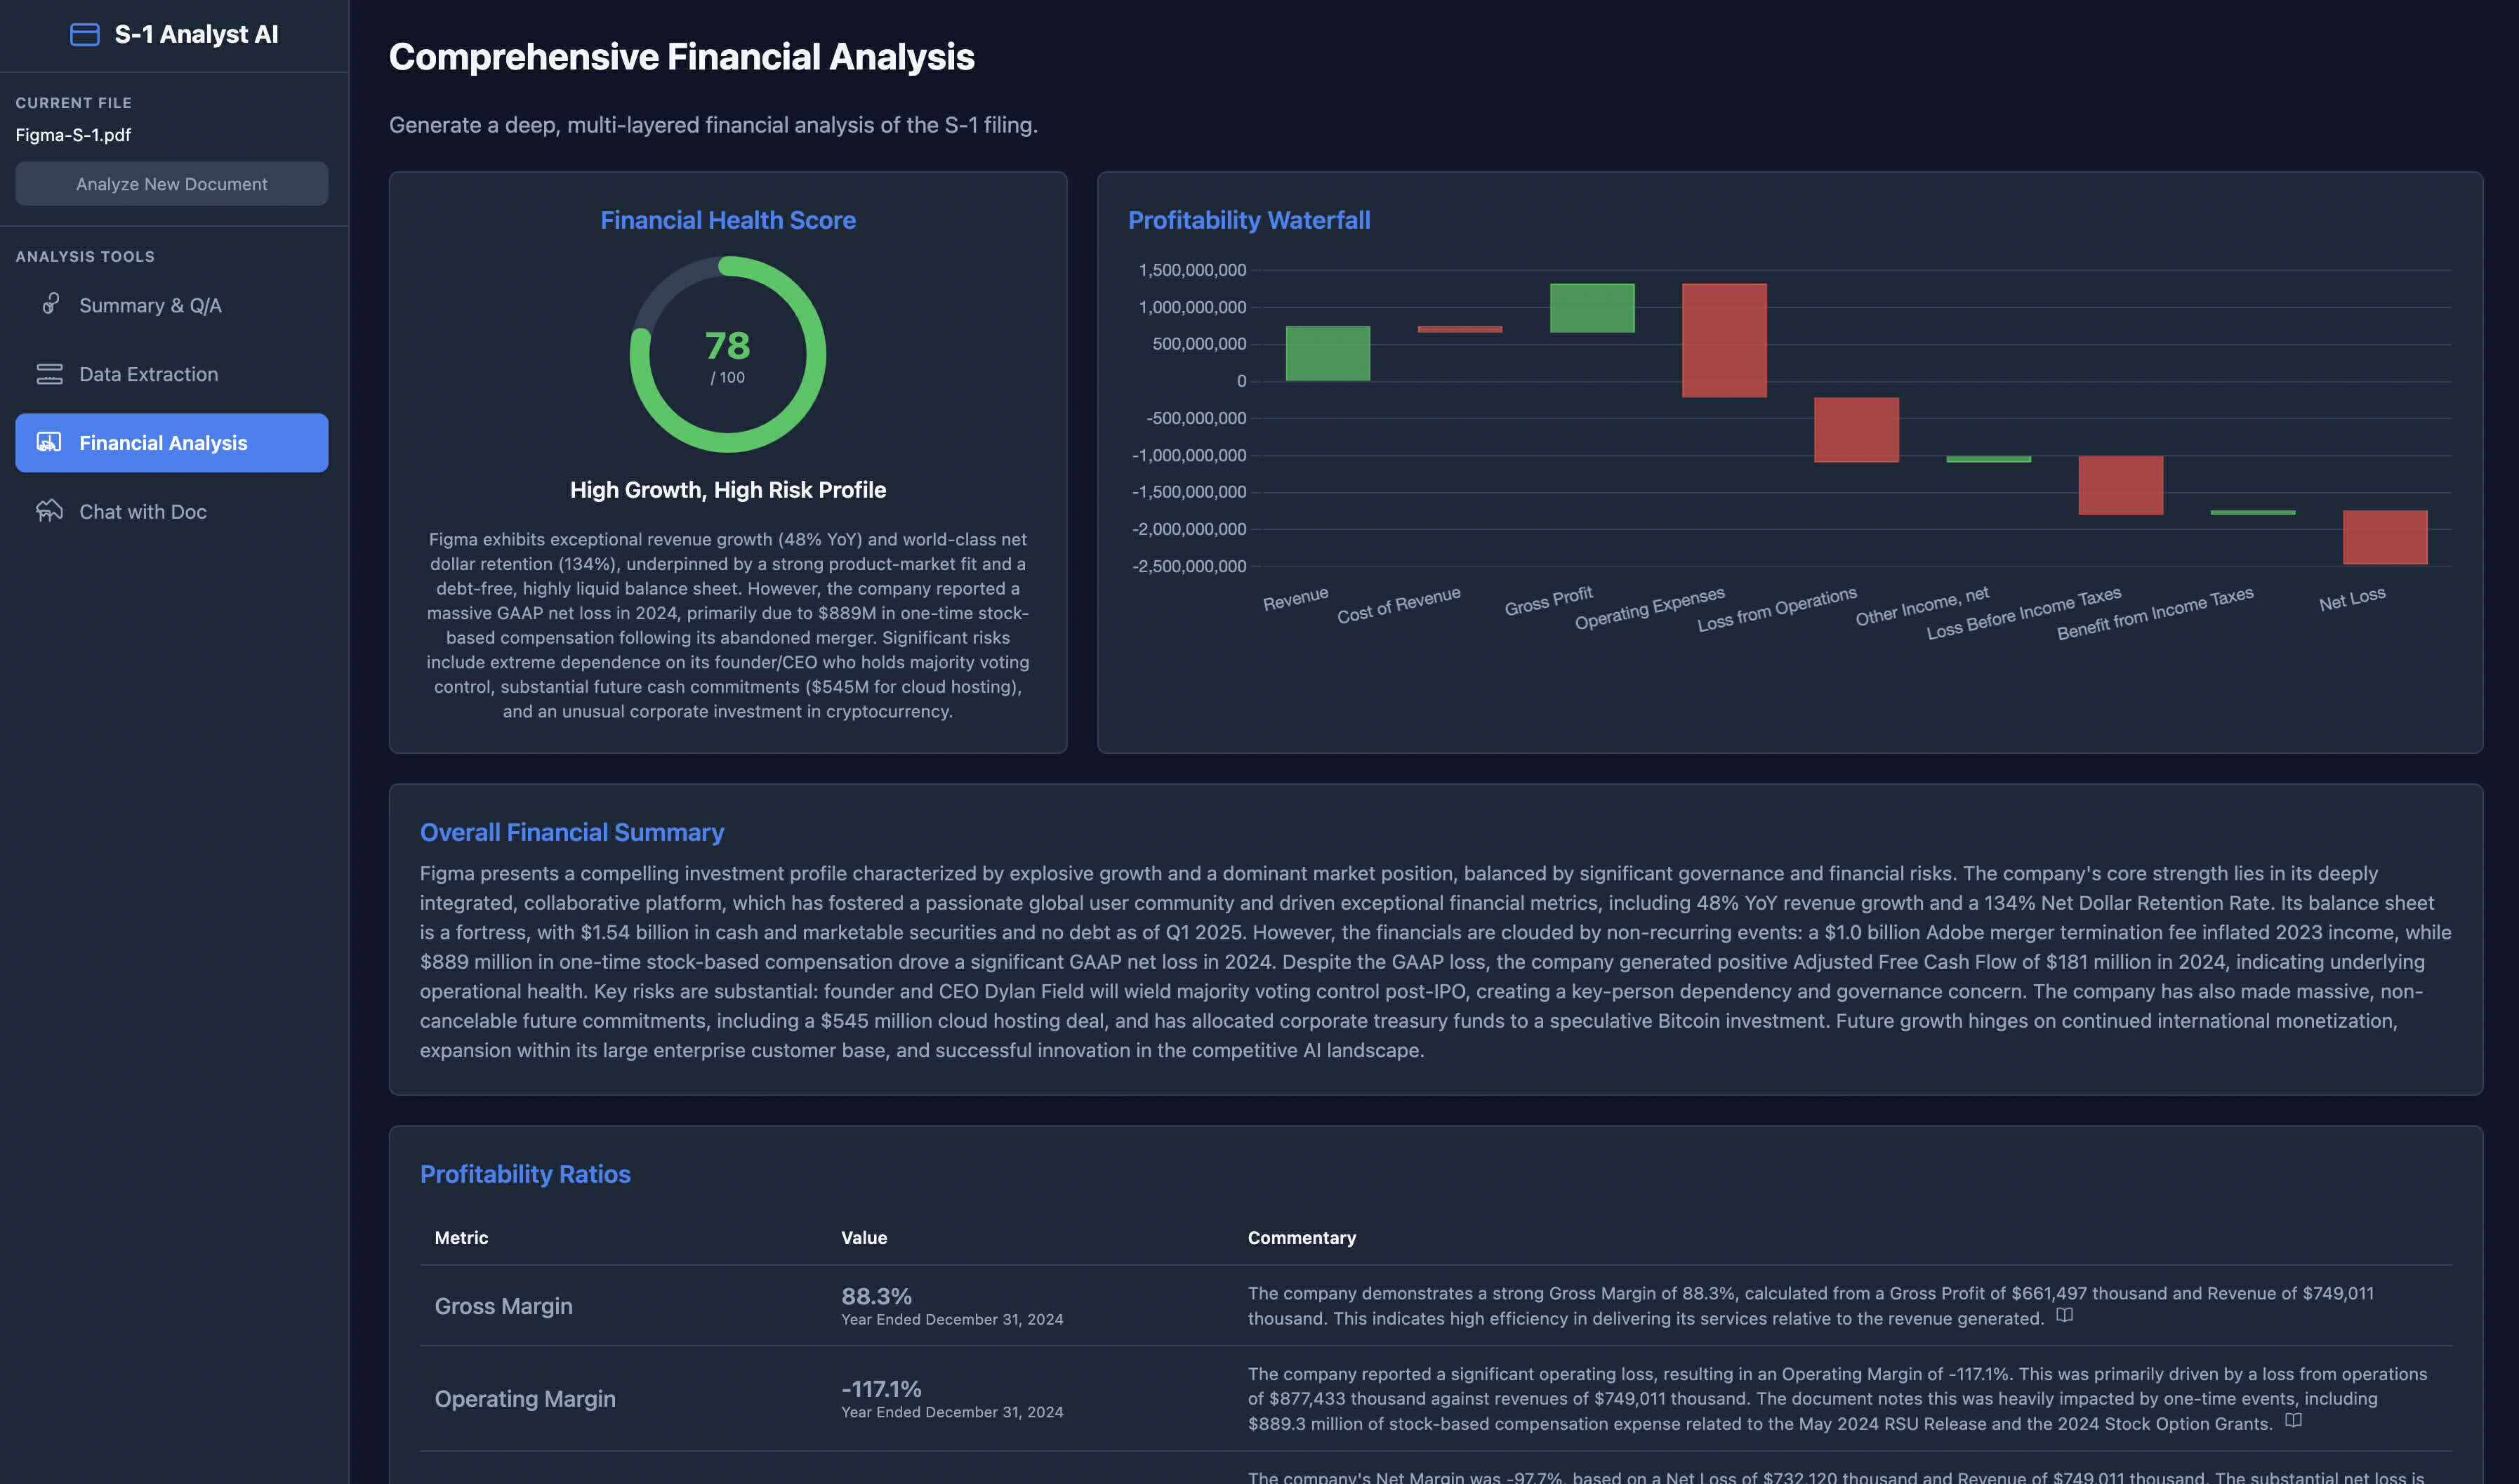 S-1 Analyst AI
CURRENT FILE
Figma-S-1.pdf
Analyze New Document
ANALYSIS TOOLS
Summary & Q/A
Data Extraction
Financial Analysis
Chat with Doc
Comprehensive Financial Analysis
Generate a deep, multi-layered financial analysis of the S-1 filing.
Financial Health Score
78
/ 100
High Growth, High Risk Profile
Figma exhibits exceptional revenue growth (48% YoY) and world-class net
dollar retention (134%), underpinned by a strong product-market fit and a
debt-free, highly liquid balance sheet. However, the company reported a
massive GAAP net loss in 2024, primarily due to $889M in one-time stock-
based compensation following its abandoned merger. Significant risks
include extreme dependence on its founder/CEO who holds majority voting
control, substantial future cash commitments ($545M for cloud hosting),
and an unusual corporate investment in cryptocurrency.
Profitability Waterfall
1,500,000,000
1,000,000,000
500,000,000
0
-500,000,000
-1,000,000,000
-1,500,000,000
-2,000,000,000
-2,500,000,000
Revenue
Cost of Revenue
Gross Profit
Operating Expenses
Loss from Operations
Other Income, net
Loss Before Income Taxes
Benefit from Income Taxes
Net Loss
Overall Financial Summary
Figma presents a compelling investment profile characterized by explosive growth and a dominant market position, balanced by significant governance and financial risks. The company's core strength lies in its deeply
integrated, collaborative platform, which has fostered a passionate global user community and driven exceptional financial metrics, including 48% YoY revenue growth and a 134% Net Dollar Retention Rate. Its balance sheet
is a fortress, with $1.54 billion in cash and marketable securities and no debt as of Q1 2025. However, the financials are clouded by non-recurring events: a $1.0 billion Adobe merger termination fee inflated 2023 income, while
$889 million in one-time stock-based compensation drove a significant GAAP net loss in 2024. Despite the GAAP loss, the company generated positive Adjusted Free Cash Flow of $181 million in 2024, indicating underlying
operational health. Key risks are substantial: founder and CEO Dylan Field will wield majority voting control post-IPO, creating a key-person dependency and governance concern. The company has also made massive, non-
cancelable future commitments, including a $545 million cloud hosting deal, and has allocated corporate treasury funds to a speculative Bitcoin investment. Future growth hinges on continued international monetization,
expansion within its large enterprise customer base, and successful innovation in the competitive AI landscape.
Profitability Ratios
Metric
Value
Commentary
Gross Margin
88.3%
Year Ended December 31, 2024
The company demonstrates a strong Gross Margin of 88.3%, calculated from a Gross Profit of $661,497 thousand and Revenue of $749,011
thousand. This indicates high efficiency in delivering its services relative to the revenue generated.
Operating Margin
-117.1%
Year Ended December 31, 2024
The company reported a significant operating loss, resulting in an Operating Margin of -117.1%. This was primarily driven by a loss from operations
of $877,433 thousand against revenues of $749,011 thousand. The document notes this was heavily impacted by one-time events, including
$889.3 million of stock-based compensation expense related to the May 2024 RSU Release and the 2024 Stock Option Grants.
The company's Net Margin was -97.7%, based on a Net Loss of $732,120 thousand and Revenue of $749,011 thousand. The substantial net loss is